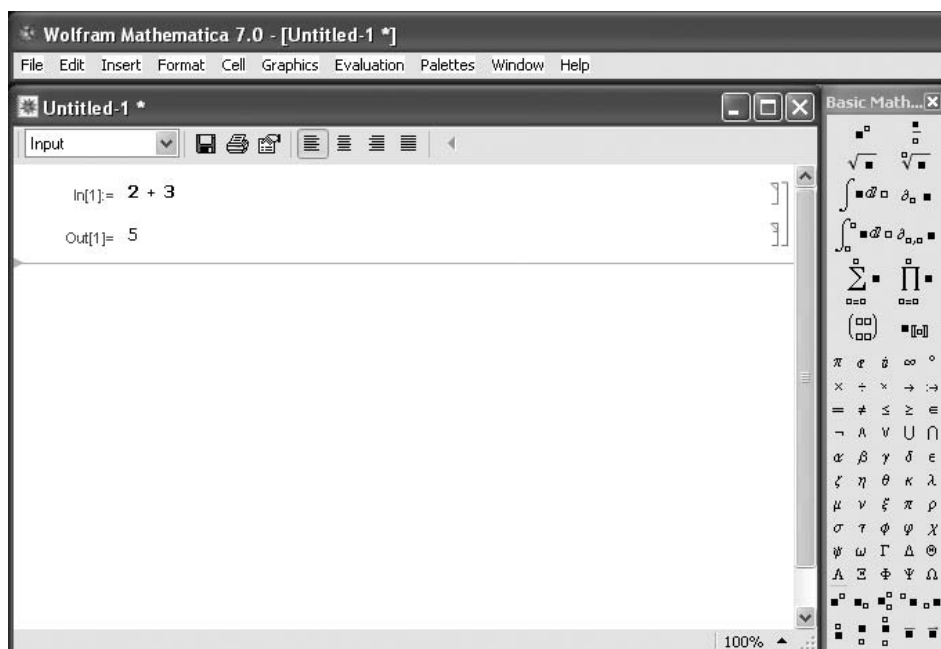 Wolfram Mathematica 7.0 - [Untitled-1 *]
File Edit Insert Format Cell Graphics Evaluation Palettes Window Help
Untitled-1 *
Input
In[1]:= 2 + 3
Out[1]= 5
100%
Basic Math...
√■ ∛■
∫■ⅆ□ ∂□■
∫■ⅆ□ ∂□,□■
∑■ ∏■
□=□ □=□
(□□) ■〚□〛
π ⅇ ⅈ ∞ °
× ÷ × → :→
= ≠ ≤ ≥ ∈
¬ ∧ ∨ ∪ ∩
α β γ δ ϵ
ζ η θ κ λ
μ ν ξ π ρ
σ τ ϕ φ χ
ψ ω Γ Δ Θ
Λ Ξ Φ Ψ Ω